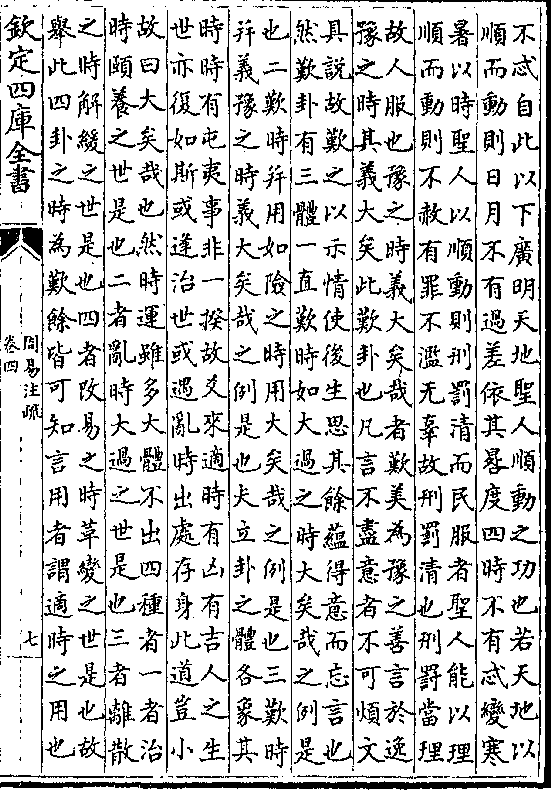 不忒自此以下廣明天地聖人順動之功也若天地以
順而動則日月不有過差依其晷度四時不有忒變寒
暑以時聖人以順動則刑罰清而民服者聖人能以理
順而動則不赦有罪不濫无辜故刑罰清也刑罰當理
故人服也豫之時義大矣哉者歎美為豫之善言於逸
豫之時其義大矣此歎卦也凡言不盡意者不可煩文
具說故歎之以示情使後生思其餘蘊得意而忘言也
然歎卦有三體一直歎時如大過之時大矣哉之例是
也二歎時并用如險之時用大矣哉之例是也三歎時
并義豫之時義大矣哉之例是也夫立卦之體各象其
時時有屯夷事非一揆故爻來適時有凶有吉人之生
世亦復如斯或逢治世或遇亂時出處存身此道豈小
故曰大矣哉也然時運雖多大體不出四種者一者治
時頤養之世是也二者亂時大過之世是也三者離散
之時解緩之世是也四者改易之時革變之世是也故
舉此四卦之時為歎餘皆可知言用者謂適時之用也
欽定四庫全書
周易注疏
卷四
七